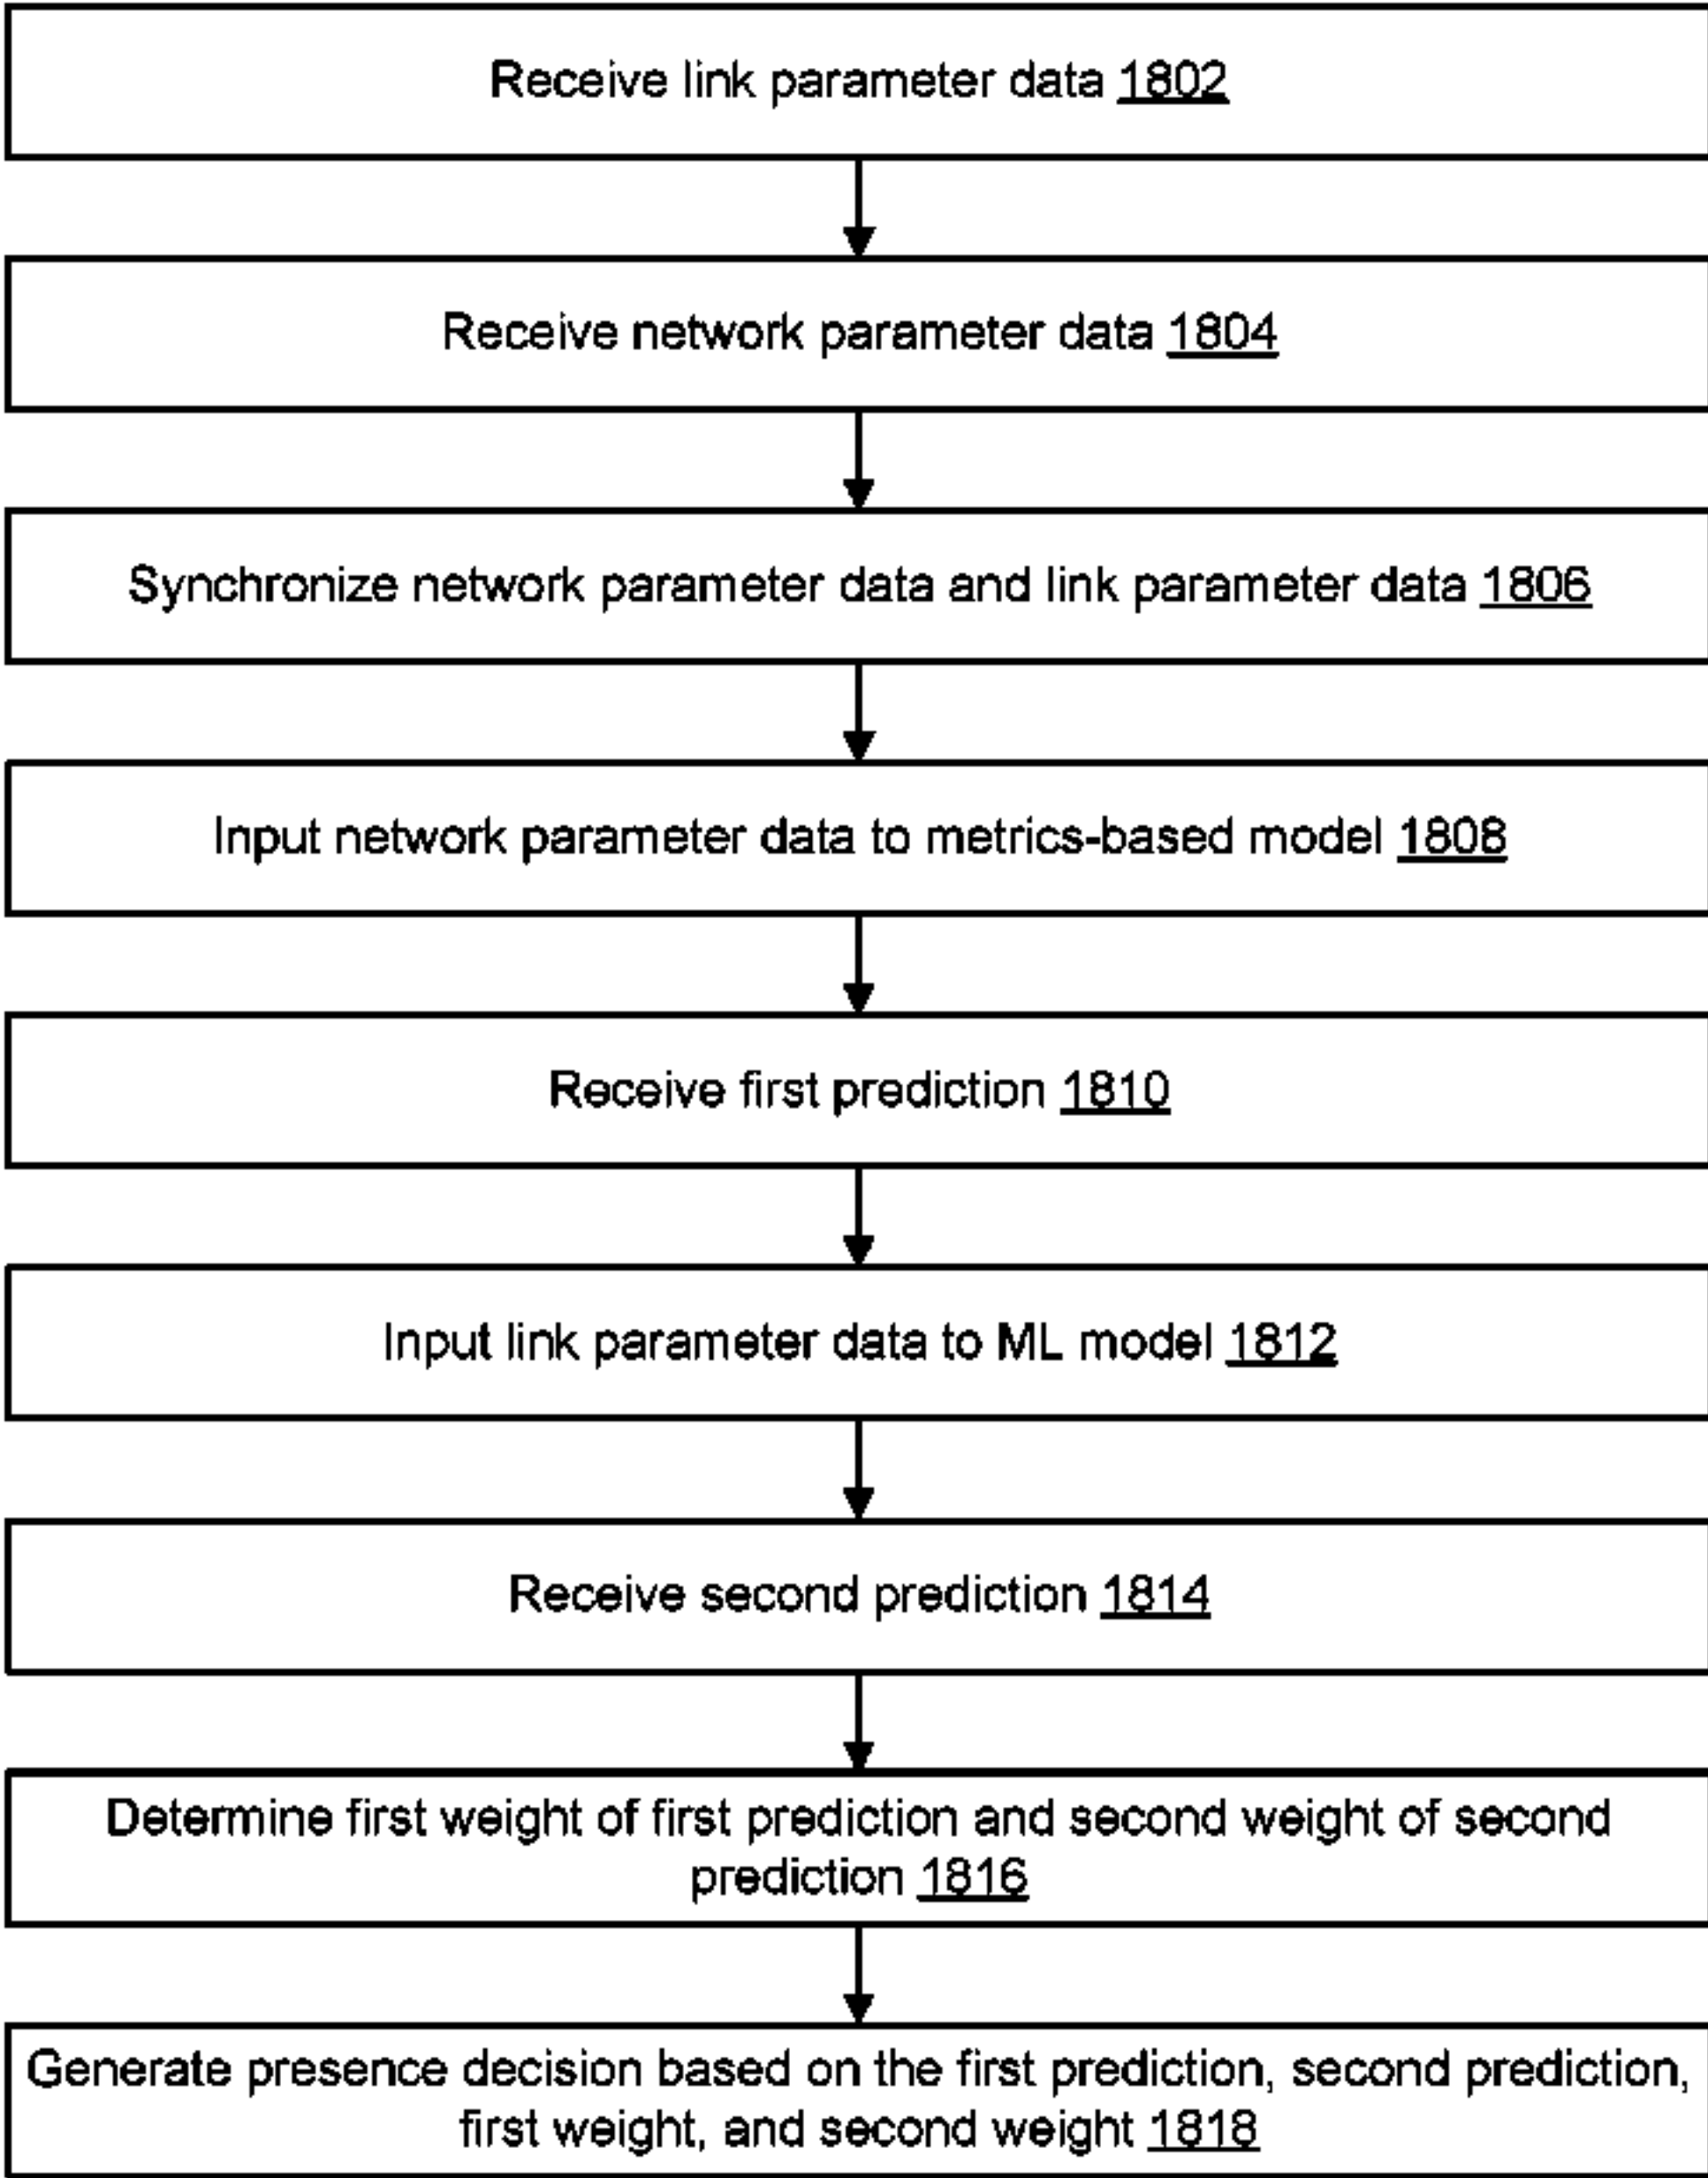 Receive link parameter data 1802
Receive network parameter data 1804
Synchronize network parameter data and link parameter data 1806
Input network parameter data to metrics-based model 1808
Receive first prediction 1810
Input link parameter data to ML model 1812
Receive second prediction 1814
Determine first weight of first prediction and second weight of second
prediction 1816
Generate presence decision based on the first prediction, second prediction,
first weight, and second weight 1818